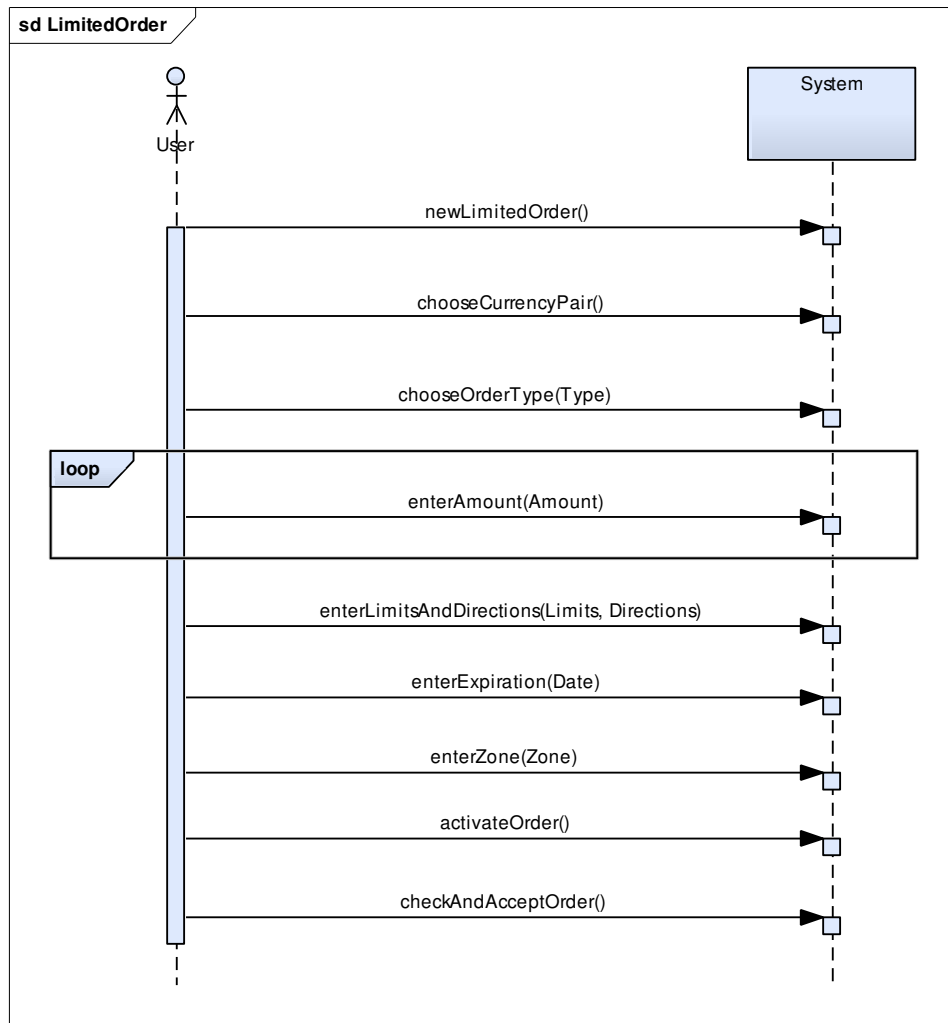 sd LimitedOrder
User
System
newLimitedOrder()
chooseCurrencyPair()
chooseOrderType(Type)
loop
enterAmount(Amount)
enterLimitsAndDirections(Limits, Directions)
enterExpiration(Date)
enterZone(Zone)
activateOrder()
checkAndAcceptOrder()